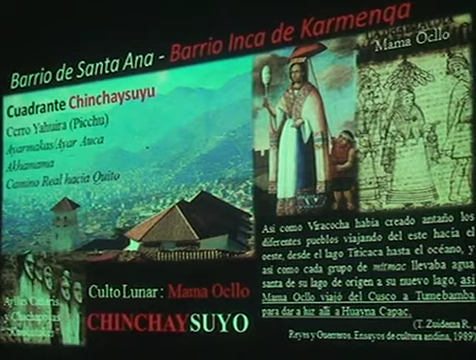 Barrio de Santa Ana - Barrio Inca de Karmenqa
Cuadrante Chinchaysuyu
Cerro Yahuira (Picchu)
Ayarmakas/Ayar Auca
Akhamama
Camino Real hacia Quito
Mama Ocllo
Ayllus Cañaris
y Chachapoyas
Culto Lunar : Mama Ocllo
CHINCHAYSUYO
Así como Viracocha había creado antaño los
diferentes pueblos viajando del este hacia el
oeste, desde el lago Titicaca hasta el océano, y
así como cada grupo de mitmac llevaba agua
santa de su lago de origen a su nuevo lago, así
Mama Ocllo viajó del Cusco a Tumebamba
para dar a luz allí a Huayna Capac.
(T. Zuidema R
Reyes y Guerreros. Ensayos de cultura andina, 1989)